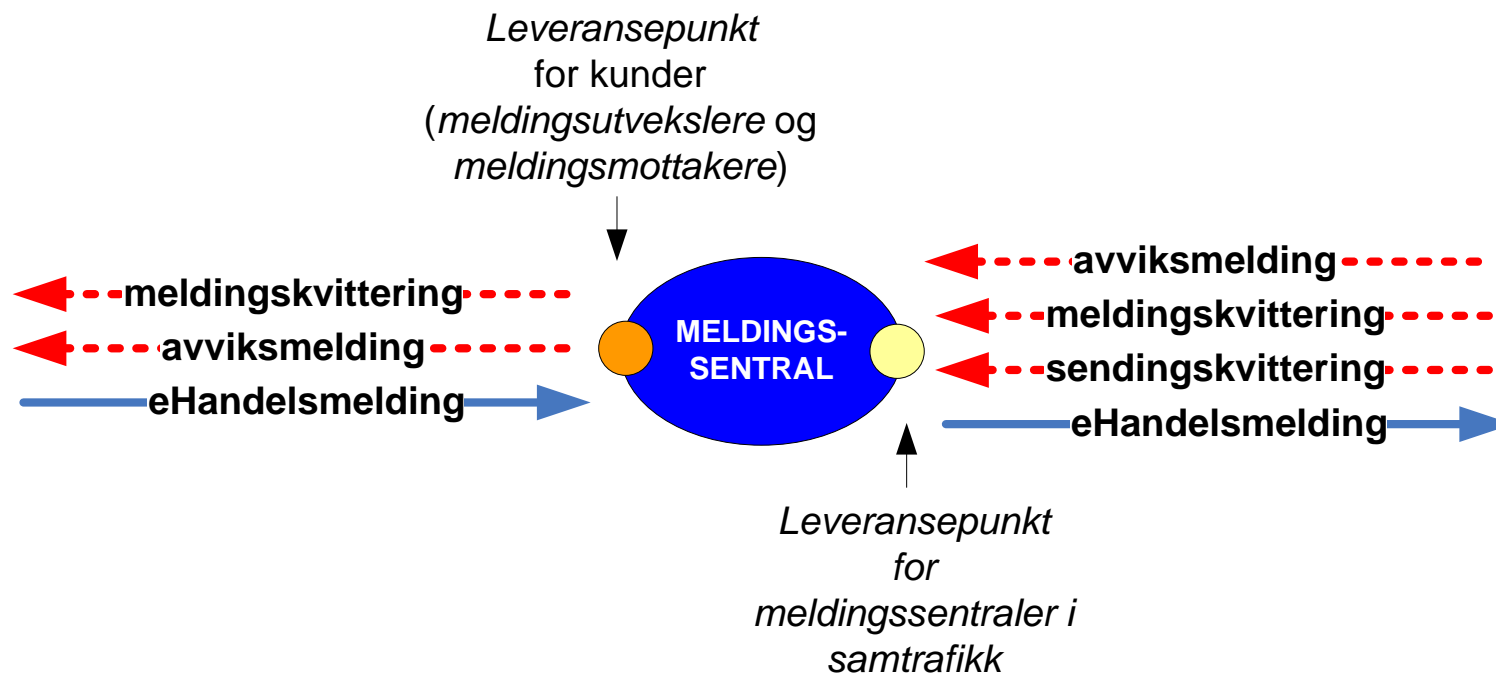 Leveransepunkt
for kunder
(meldingsutvekslere og
meldingsmottakere)
meldingskvittering
avviksmelding
eHandelsmelding
MELDINGS-
SENTRAL
avviksmelding
meldingskvittering
sendingskvittering
eHandelsmelding
Leveransepunkt
for
meldingssentraler i
samtrafikk